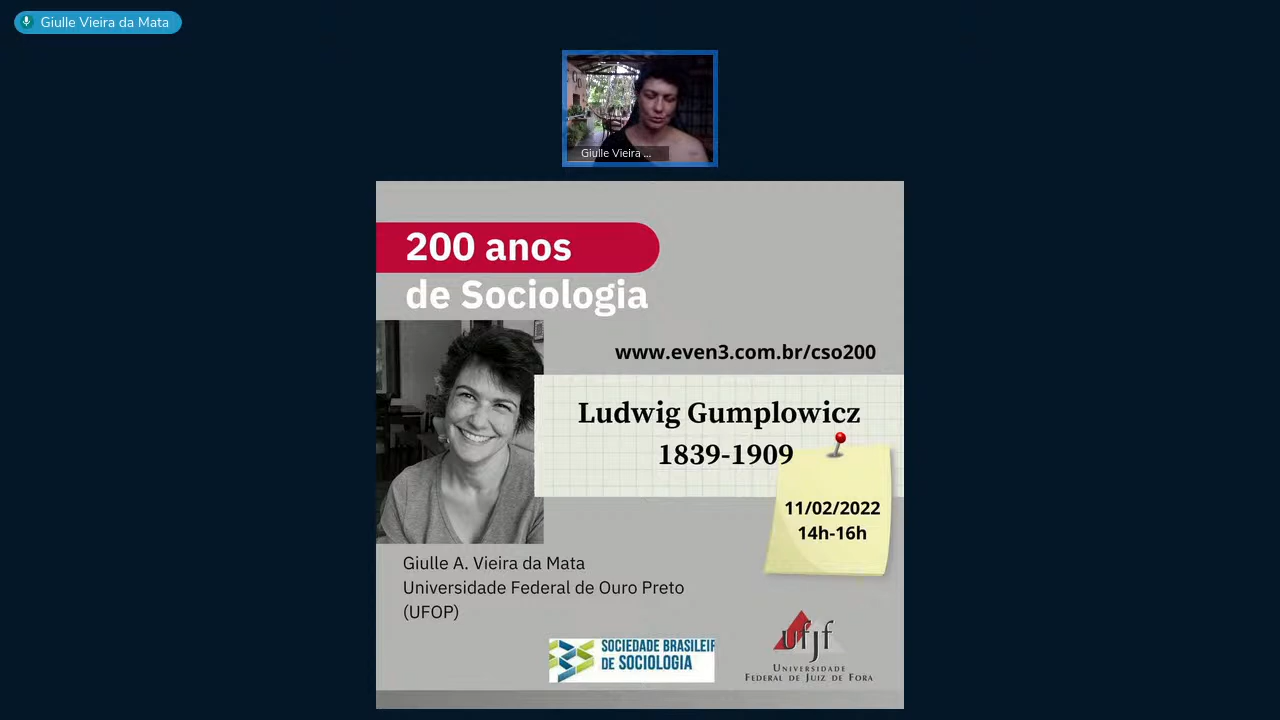 Giulle Vieira da Mata
Giulle Vieira ...
200 anos
de Sociologia
www.even3.com.br/cso200
Ludwig Gumplowicz
1839-1909
11/02/2022
14h-16h
Giulle A. Vieira da Mata
Universidade Federal de Ouro Preto
(UFOP)
SOCIEDADE BRASILEIR
DE SOCIOLOGIA
ufjf
UNIVERSIDADE
FEDERAL DE JUIZ DE FORA